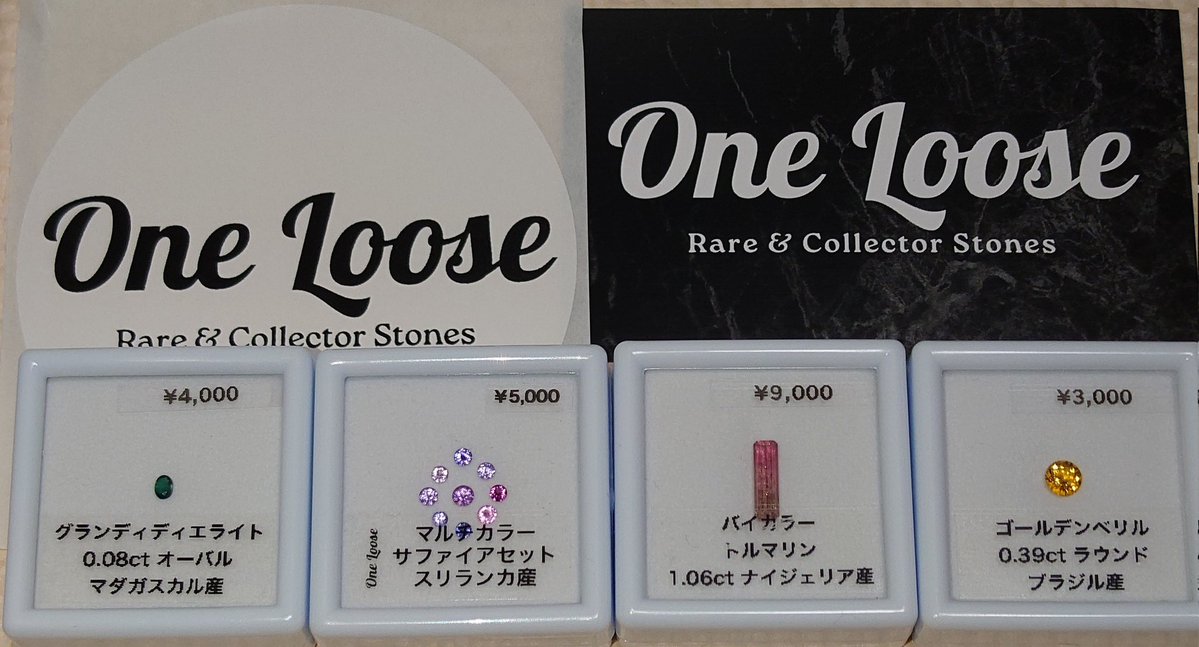 One Loose
Rare & Collector Stones
One Loose
Rare & Collector Stones
¥4,000
グランディディエライト
0.08ct オーバル
マダガスカル産
¥5,000
One Loose
マルチカラー
サファイアセット
スリランカ産
¥9,000
バイカラー
トルマリン
1.06ct ナイジェリア産
¥3,000
ゴールデンベリル
0.39ct ラウンド
ブラジル産